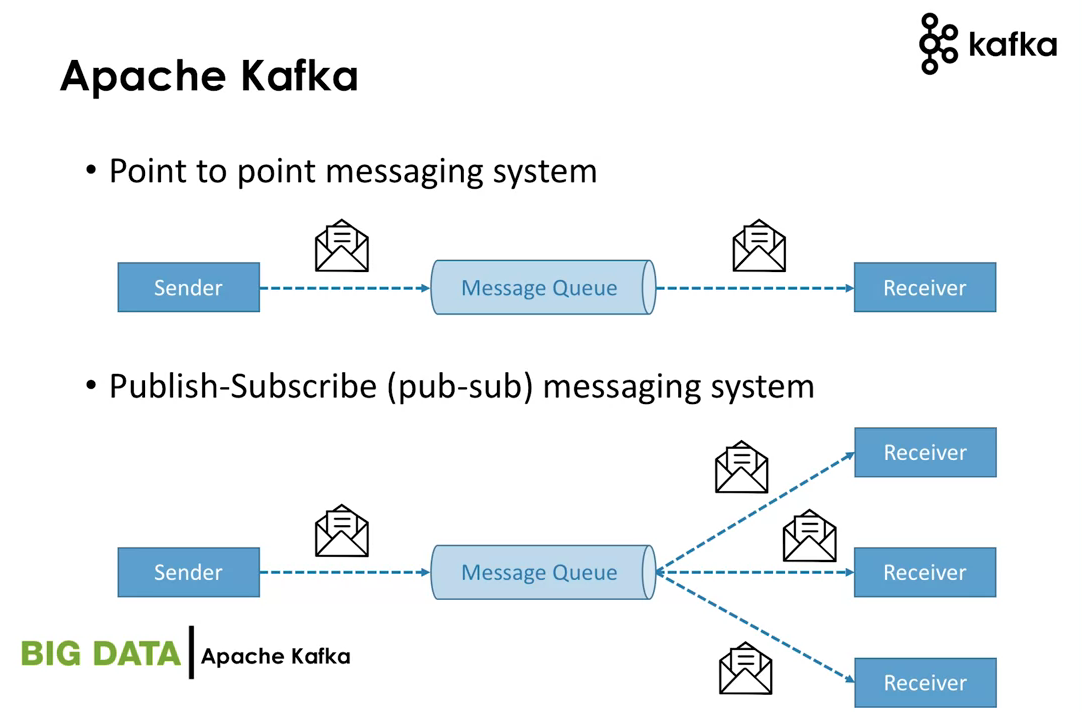 kafka
Apache Kafka
• Point to point messaging system
Sender
Message Queue
Receiver
• Publish-Subscribe (pub-sub) messaging system
Receiver
Sender
Message Queue
Receiver
BIG DATA | Apache Kafka
Receiver